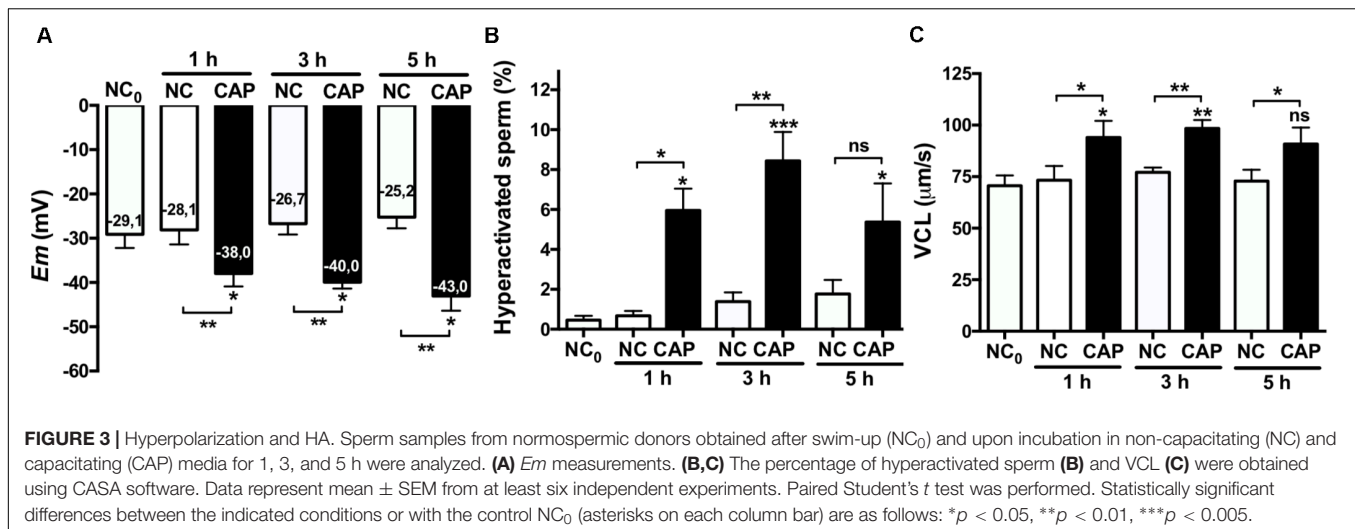 A
1 h 3 h 5 h
NC₀ NC CAP NC CAP NC CAP
0
-10
-20
-30
-40
-50
-60
Em (mV)
-29,1
-28,1
-38,0
-26,7
-40,0
-25,2
-43,0
* * *
** ** **
B
Hyperactivated sperm (%)
12
10
8
6
4
2
0
* ** ns
* *** *
NC₀ NC CAP NC CAP NC CAP
1 h 3 h 5 h
C
VCL (μm/s)
125
100
75
50
25
0
* ** *
* ** ns
NC₀ NC CAP NC CAP NC CAP
1 h 3 h 5 h
FIGURE 3 | Hyperpolarization and HA. Sperm samples from normospermic donors obtained after swim-up (NC₀) and upon incubation in non-capacitating (NC) and
capacitating (CAP) media for 1, 3, and 5 h were analyzed. (A) Em measurements. (B,C) The percentage of hyperactivated sperm (B) and VCL (C) were obtained
using CASA software. Data represent mean ± SEM from at least six independent experiments. Paired Student's t test was performed. Statistically significant
differences between the indicated conditions or with the control NC₀ (asterisks on each column bar) are as follows: *p < 0.05, **p < 0.01, ***p < 0.005.